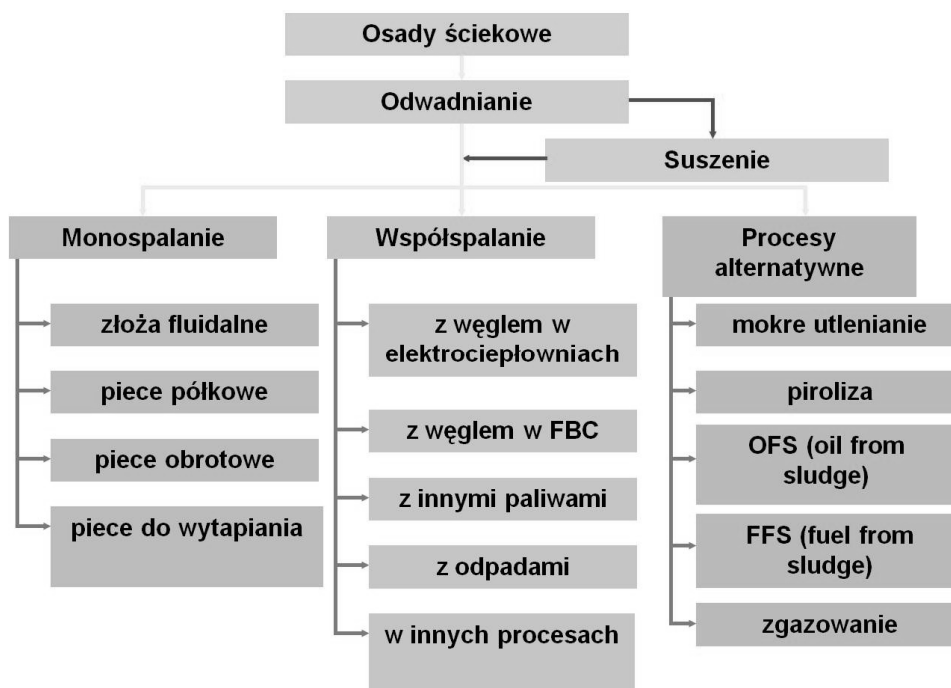 Osady ściekowe
Odwadnianie
Suszenie
Monospalanie
złoża fluidalne
piece półkowe
piece obrotowe
piece do wytapiania
Współspalanie
z węglem w
elektrociepłowniach
z węglem w FBC
z innymi paliwami
z odpadami
w innych procesach
Procesy
alternatywne
mokre utlenianie
piroliza
OFS (oil from
sludge)
FFS (fuel from
sludge)
zgazowanie